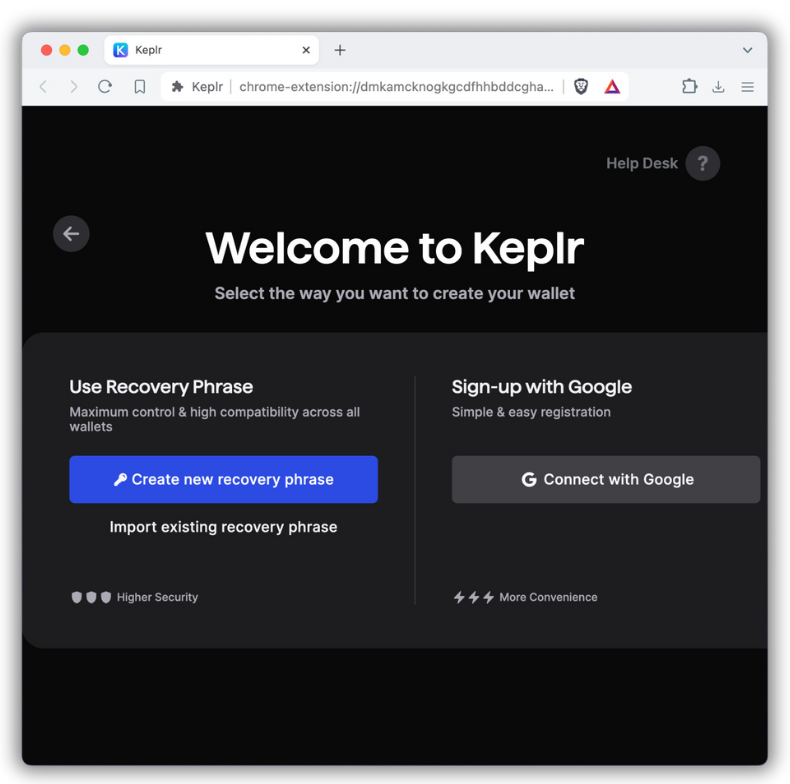 Keplr
Keplr
chrome-extension://dmkamcknogkgcdfhhbddcgha...
Help Desk ?
Welcome to Keplr
Select the way you want to create your wallet
Use Recovery Phrase
Maximum control & high compatibility across all
wallets
Create new recovery phrase
Import existing recovery phrase
Higher Security
Sign-up with Google
Simple & easy registration
G Connect with Google
More Convenience